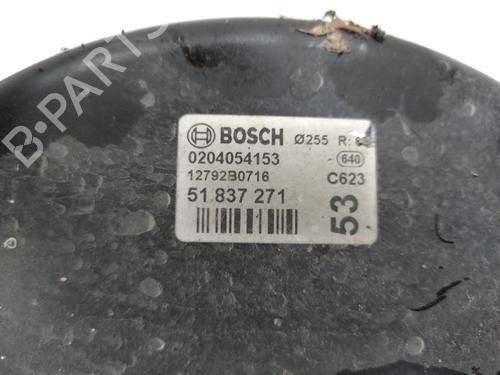 B-PARTS
BOSCH Ø255 R:
0204054153 - 640
12792B0716 C623
51 837 271
53